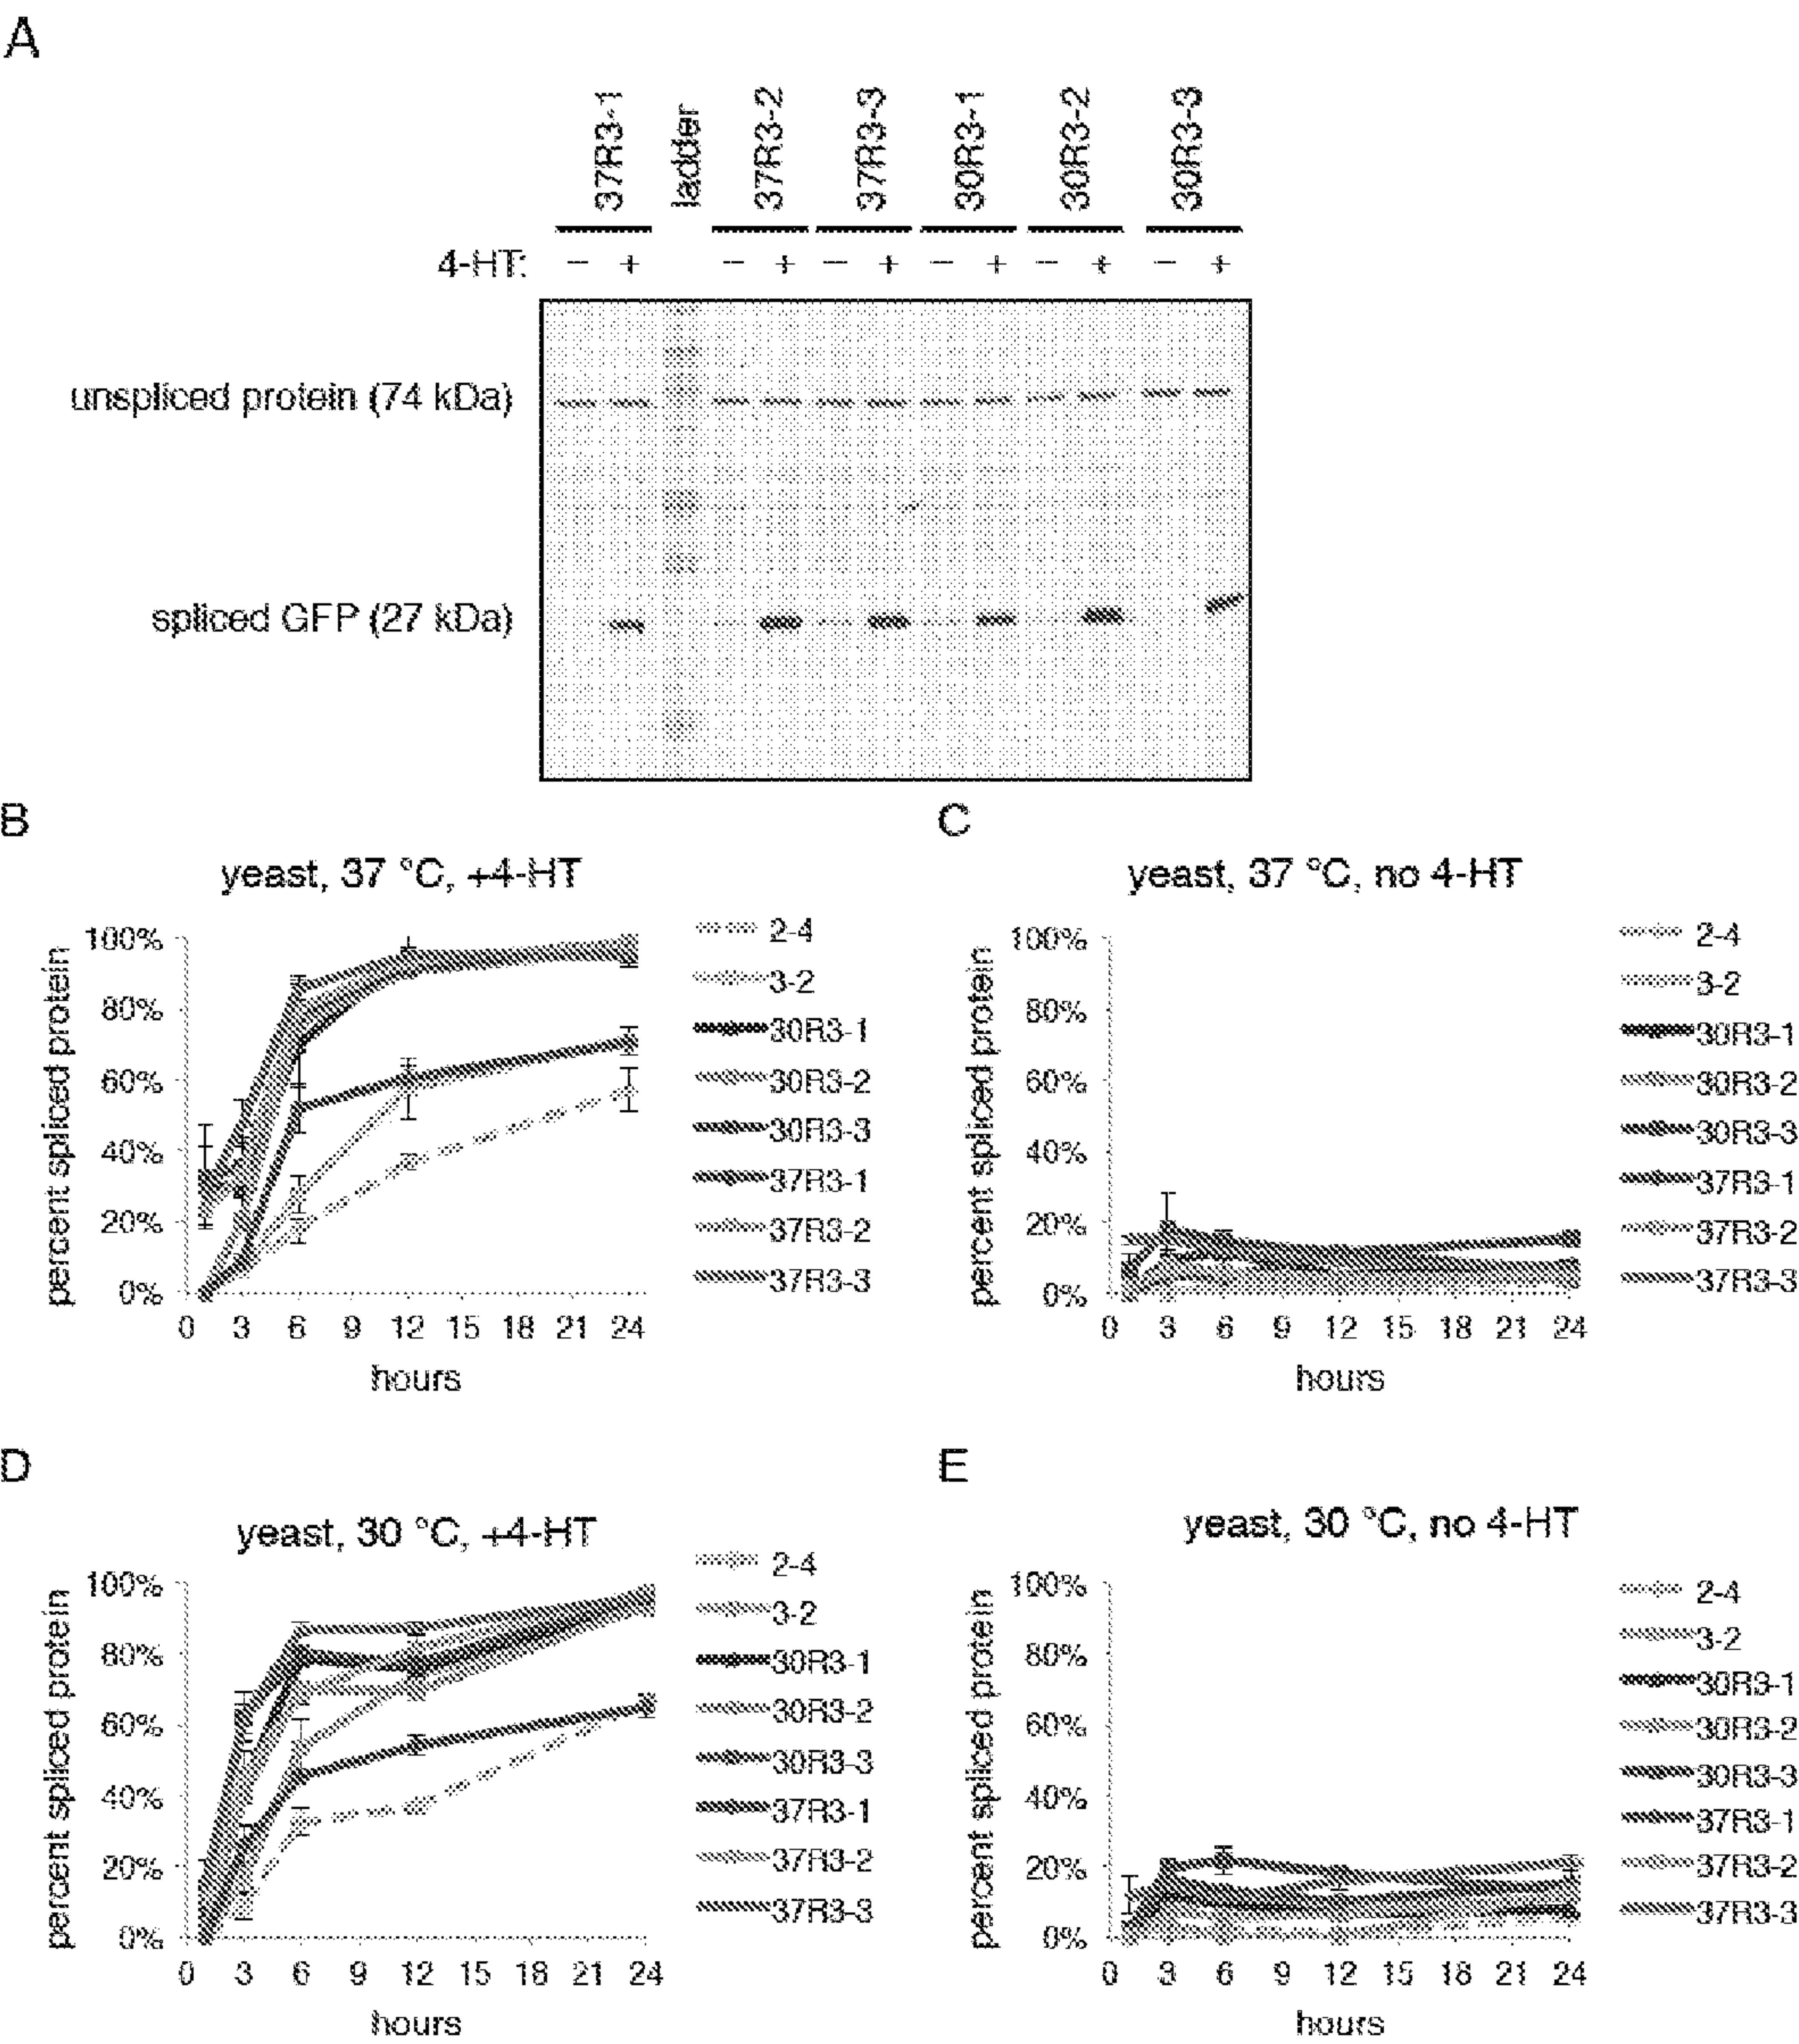 A
37R3-1
ladder
37R3-2
37R3-3
30R3-1
30R3-2
30R3-3
4-HT: − + − + − + − + − + − +
unspliced protein (74 kDa)
spliced GFP (27 kDa)
B
yeast, 37 °C, +4-HT
percent spliced protein
100%
80%
60%
40%
20%
0%
0 3 6 9 12 15 18 21 24
hours
2-4
3-2
30R3-1
30R3-2
30R3-3
37R3-1
37R3-2
37R3-3
C
yeast, 37 °C, no 4-HT
percent spliced protein
100%
80%
60%
40%
20%
0%
0 3 6 9 12 15 18 21 24
hours
2-4
3-2
30R3-1
30R3-2
30R3-3
37R3-1
37R3-2
37R3-3
D
yeast, 30 °C, +4-HT
percent spliced protein
100%
80%
60%
40%
20%
0%
0 3 6 9 12 15 18 21 24
hours
2-4
3-2
30R3-1
30R3-2
30R3-3
37R3-1
37R3-2
37R3-3
E
yeast, 30 °C, no 4-HT
percent spliced protein
100%
80%
60%
40%
20%
0%
0 3 6 9 12 15 18 21 24
hours
2-4
3-2
30R3-1
30R3-2
30R3-3
37R3-1
37R3-2
37R3-3